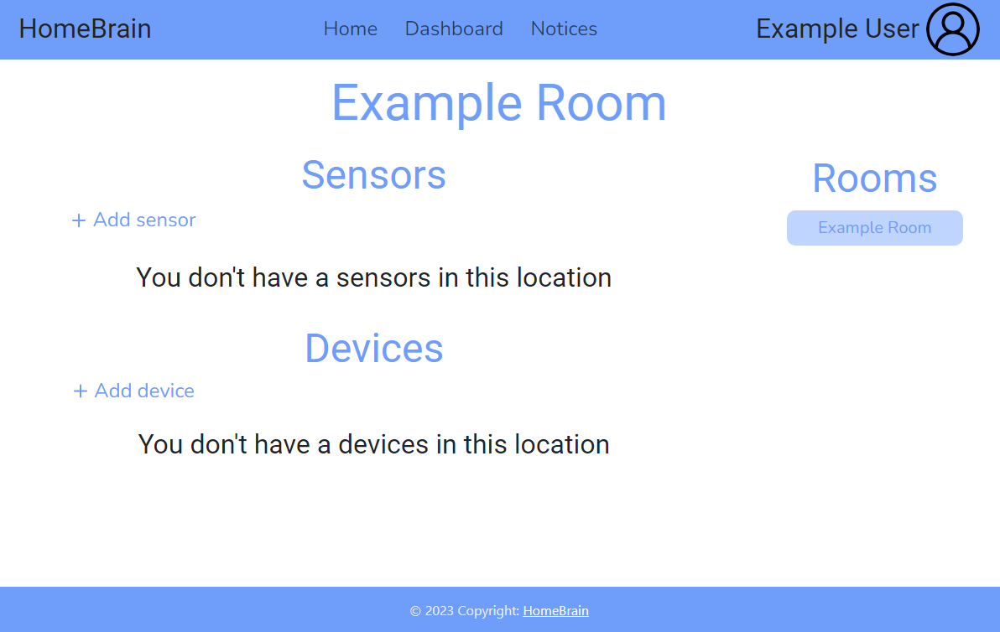 HomeBrain Home Dashboard Notices Example User
Example Room
Sensors
+ Add sensor
You don't have a sensors in this location
Devices
+ Add device
You don't have a devices in this location
Rooms
Example Room
© 2023 Copyright: HomeBrain